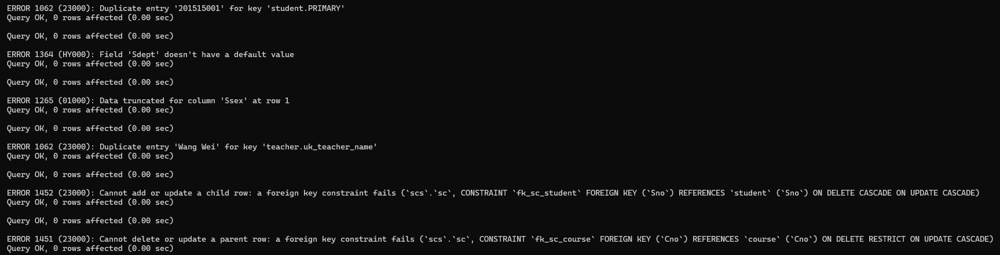 ERROR 1062 (23000): Duplicate entry '201515001' for key 'student.PRIMARY'
Query OK, 0 rows affected (0.00 sec)
Query OK, 0 rows affected (0.00 sec)
ERROR 1364 (HY000): Field 'Sdept' doesn't have a default value
Query OK, 0 rows affected (0.00 sec)
Query OK, 0 rows affected (0.00 sec)
ERROR 1265 (01000): Data truncated for column 'Ssex' at row 1
Query OK, 0 rows affected (0.00 sec)
Query OK, 0 rows affected (0.00 sec)
ERROR 1062 (23000): Duplicate entry 'Wang Wei' for key 'teacher.uk_teacher_name'
Query OK, 0 rows affected (0.00 sec)
Query OK, 0 rows affected (0.00 sec)
ERROR 1452 (23000): Cannot add or update a child row: a foreign key constraint fails (`scs`.`sc`, CONSTRAINT `fk_sc_student` FOREIGN KEY (`Sno`) REFERENCES `student` (`Sno`) ON DELETE CASCADE ON UPDATE CASCADE)
Query OK, 0 rows affected (0.00 sec)
Query OK, 0 rows affected (0.00 sec)
ERROR 1451 (23000): Cannot delete or update a parent row: a foreign key constraint fails (`scs`.`sc`, CONSTRAINT `fk_sc_course` FOREIGN KEY (`Cno`) REFERENCES `course` (`Cno`) ON DELETE RESTRICT ON UPDATE CASCADE)
Query OK, 0 rows affected (0.00 sec)